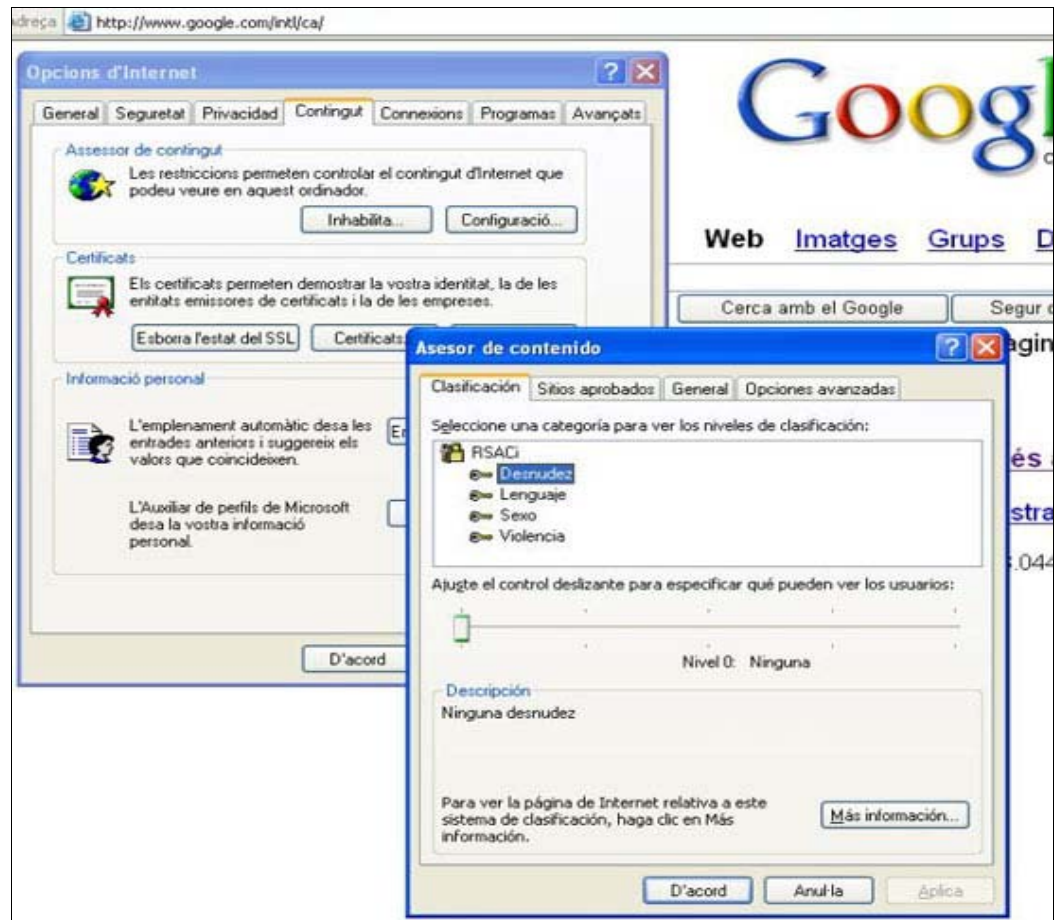 adreça http://www.google.com/intl/ca/
Opcions d'Internet
General Seguretat Privacidad Contingut Connexions Programas Avançats
Assessor de contingut
Les restriccions permeten controlar el contingut d'Internet que
podeu veure en aquest ordinador.
Inhabilita... Configuració...
Certificats
Els certificats permeten demostrar la vostra identitat, la de les
entitats emissores de certificats i la de les empreses.
Esborra l'estat del SSL Certificats.
Informació personal
L'emplenament automàtic desa les
entrades anteriors i suggereix els
valors que coincideixen.
L'Auxiliar de perfils de Microsoft
desa la vostra informació
personal.
D'acord
Googl
Web Imatges Grups D
Cerca amb el Google Segur
agin
és
stra
.044
Asesor de contenido
Clasificación Sitios aprobados General Opciones avanzadas
Seleccione una categoría para ver los niveles de clasificación:
RSACi
Desnudez
Lenguaje
Sexo
Violencia
Ajuste el control deslizante para especificar qué pueden ver los usuarios:
Nivel 0: Ninguna
Descripción
Ninguna desnudez
Para ver la página de Internet relativa a este
sistema de clasificación, haga clic en Más
información.
Más información...
D'acord Anul·la Aplica